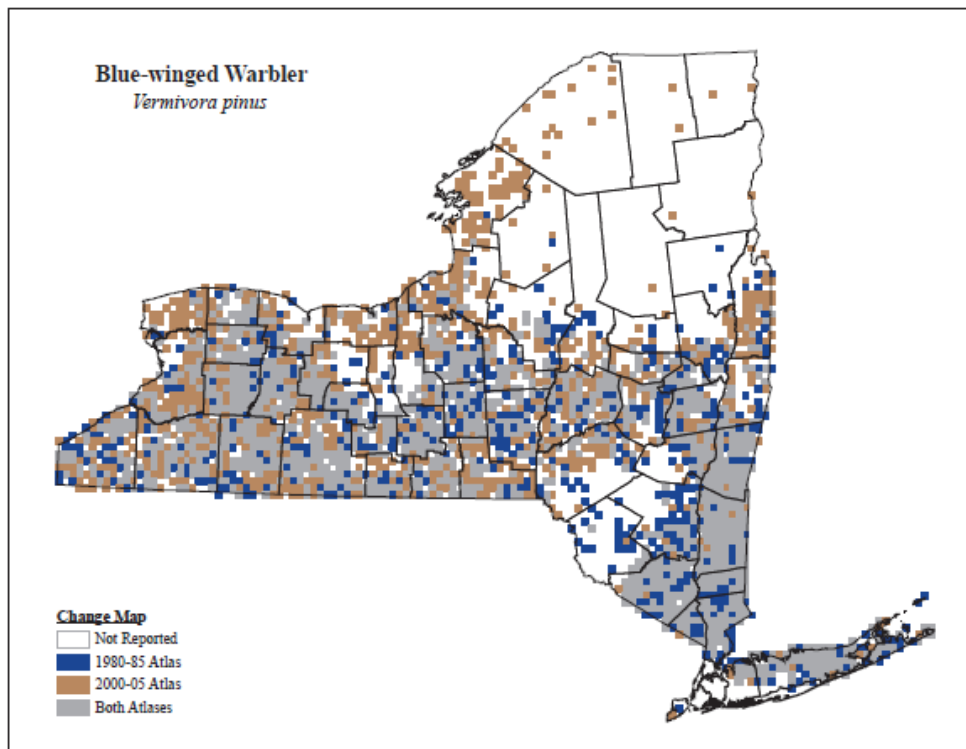 Blue-winged Warbler
Vermivora pinus
Change Map
Not Reported
1980-85 Atlas
2000-05 Atlas
Both Atlases